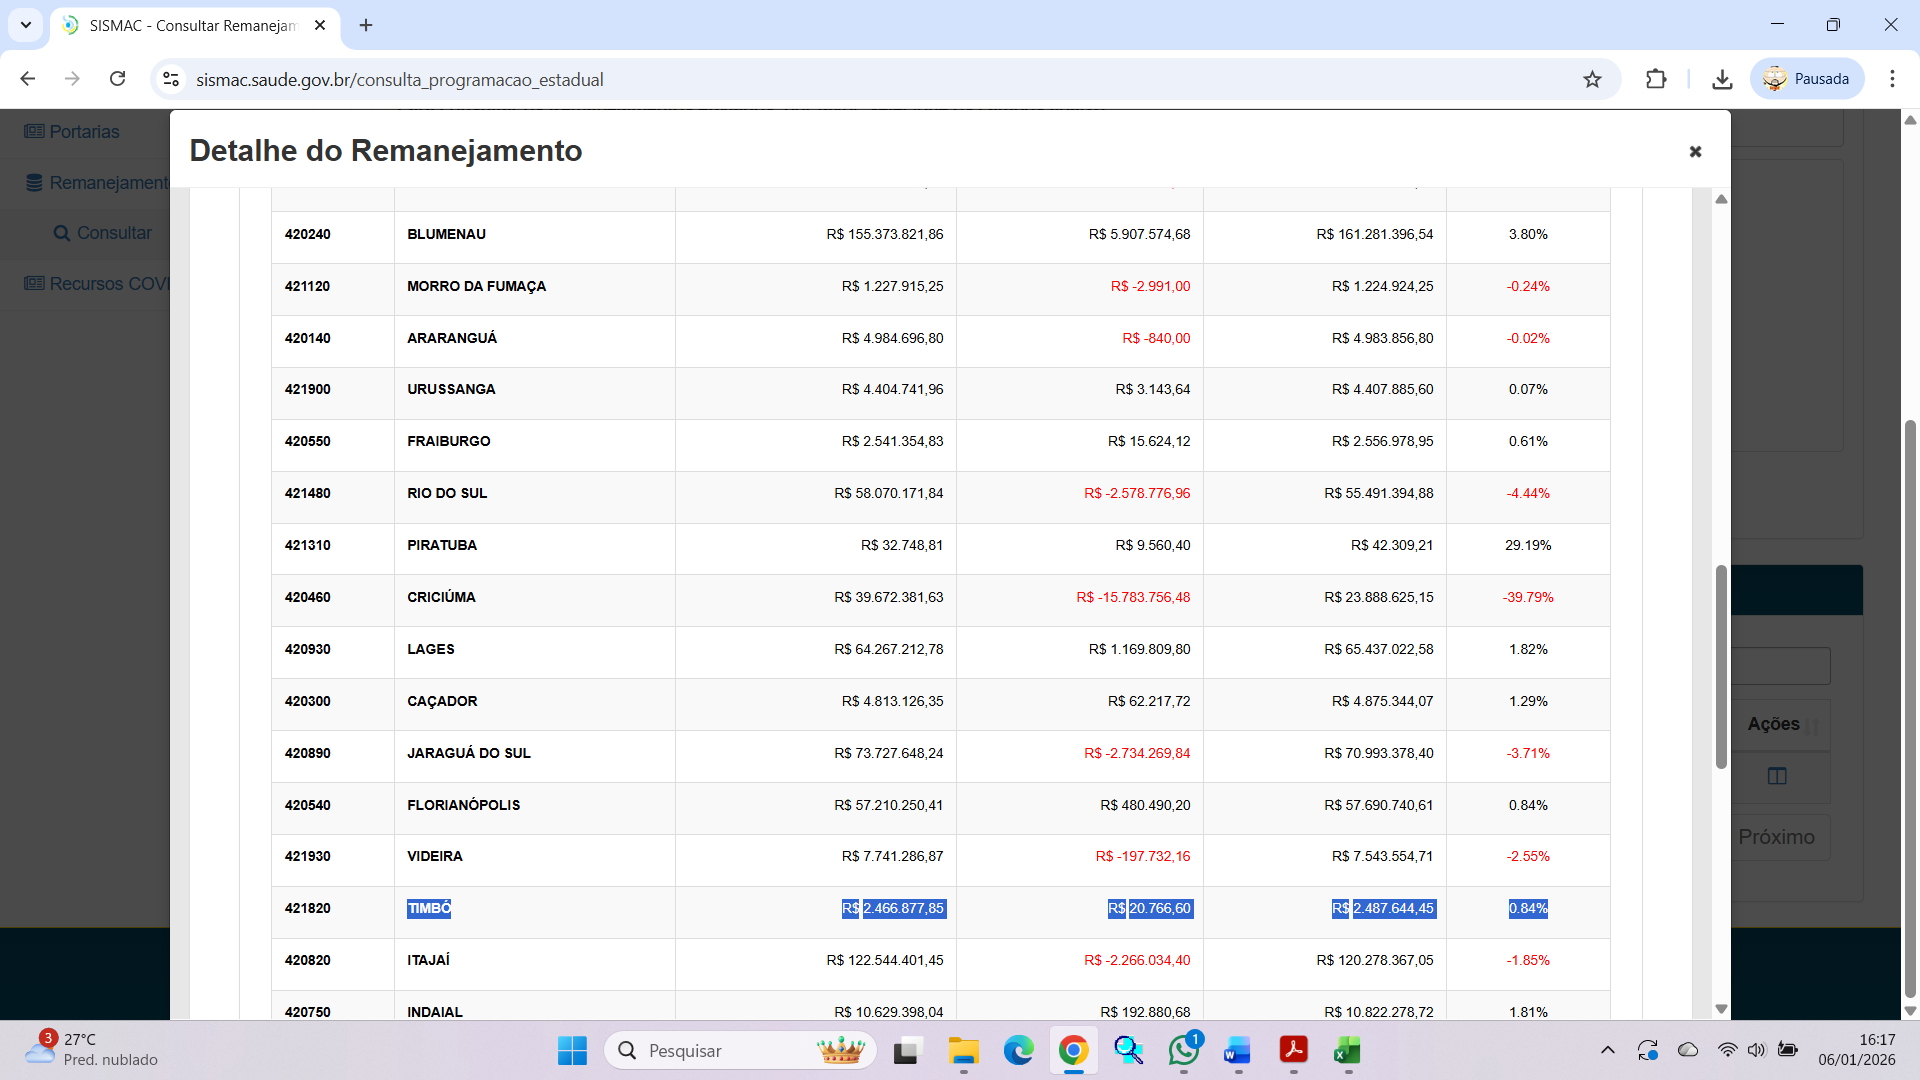 SISMAC - Consultar Remanejam
sismac.saude.gov.br/consulta_programacao_estadual
Pausada
Portarias
Remanejament
Consultar
Recursos COVI
Detalhe do Remanejamento
420240 BLUMENAU R$ 155.373.821,86 R$ 5.907.574,68 R$ 161.281.396,54 3.80%
421120 MORRO DA FUMAÇA R$ 1.227.915,25 R$ -2.991,00 R$ 1.224.924,25 -0.24%
420140 ARARANGUÁ R$ 4.984.696,80 R$ -840,00 R$ 4.983.856,80 -0.02%
421900 URUSSANGA R$ 4.404.741,96 R$ 3.143,64 R$ 4.407.885,60 0.07%
420550 FRAIBURGO R$ 2.541.354,83 R$ 15.624,12 R$ 2.556.978,95 0.61%
421480 RIO DO SUL R$ 58.070.171,84 R$ -2.578.776,96 R$ 55.491.394,88 -4.44%
421310 PIRATUBA R$ 32.748,81 R$ 9.560,40 R$ 42.309,21 29.19%
420460 CRICIÚMA R$ 39.672.381,63 R$ -15.783.756,48 R$ 23.888.625,15 -39.79%
420930 LAGES R$ 64.267.212,78 R$ 1.169.809,80 R$ 65.437.022,58 1.82%
420300 CAÇADOR R$ 4.813.126,35 R$ 62.217,72 R$ 4.875.344,07 1.29%
420890 JARAGUÁ DO SUL R$ 73.727.648,24 R$ -2.734.269,84 R$ 70.993.378,40 -3.71%
420540 FLORIANÓPOLIS R$ 57.210.250,41 R$ 480.490,20 R$ 57.690.740,61 0.84%
421930 VIDEIRA R$ 7.741.286,87 R$ -197.732,16 R$ 7.543.554,71 -2.55%
421820 TIMBÓ R$ 2.466.877,85 R$ 20.766,60 R$ 2.487.644,45 0.84%
420820 ITAJAÍ R$ 122.544.401,45 R$ -2.266.034,40 R$ 120.278.367,05 -1.85%
420750 INDAIAL R$ 10.629.398,04 R$ 192.880,68 R$ 10.822.278,72 1.81%
Ações
Próximo
3
27°C
Pred. nublado
Pesquisar
1
16:17
06/01/2026